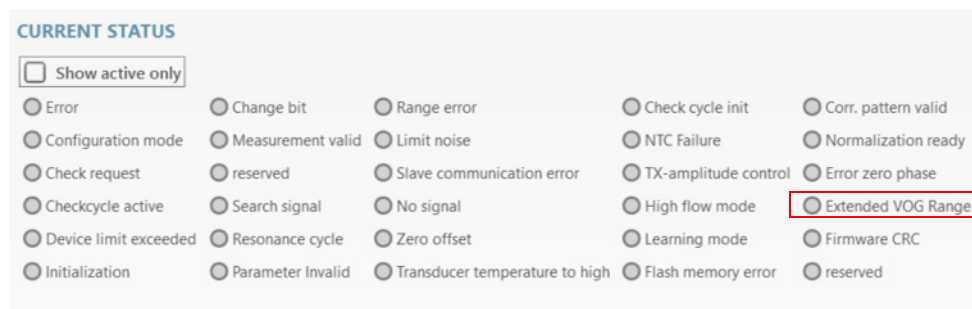 CURRENT STATUS
Show active only
Error Change bit Range error Check cycle init Corr. pattern valid
Configuration mode Measurement valid Limit noise NTC Failure Normalization ready
Check request reserved Slave communication error TX-amplitude control Error zero phase
Checkcycle active Search signal No signal High flow mode Extended VOG Range
Device limit exceeded Resonance cycle Zero offset Learning mode Firmware CRC
Initialization Parameter Invalid Transducer temperature to high Flash memory error reserved